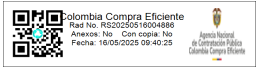 Colombia Compra Eficiente
Rad No. RS20250516004886
Anexos: No Con copia: No
Fecha: 16/05/2025 09:40:25
Agencia Nacional
de Contratación Pública
Colombia Compra Eficiente